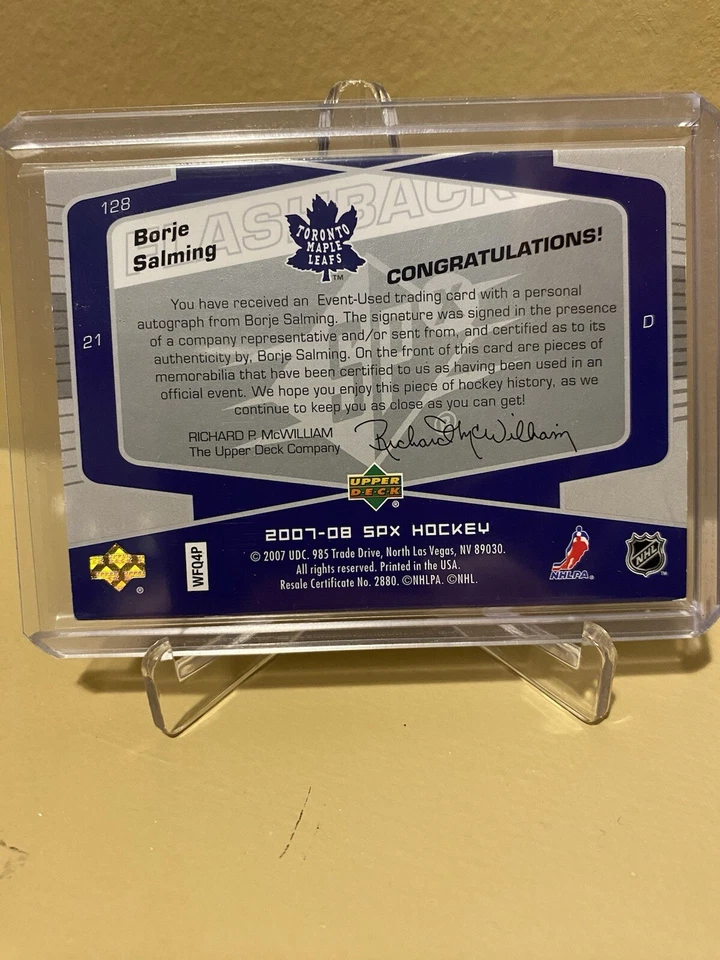 128
FLASHBACK
Borje
Salming
TORONTO
MAPLE
LEAFS
TM
CONGRATULATIONS!
You have received an Event-Used trading card with a personal
autograph from Borje Salming. The signature was signed in the presence
of a company representative and/or sent from, and certified as to its
authenticity by, Borje Salming. On the front of this card are pieces of
memorabilia that have been certified to us as having been used in an
official event. We hope you enjoy this piece of hockey history, as we
continue to keep you as close as you can get!
21
D
RICHARD P. McWILLIAM
The Upper Deck Company
Richard McWilliam
UPPER
D·E·C·K
®
2007-08 SPX HOCKEY
© 2007 UDC. 985 Trade Drive, North Las Vegas, NV 89030.
All rights reserved. Printed in the USA.
Resale Certificate No. 2880. ©NHLPA. ©NHL.
®
WFQ4P
NHLPA®
NHL
TM